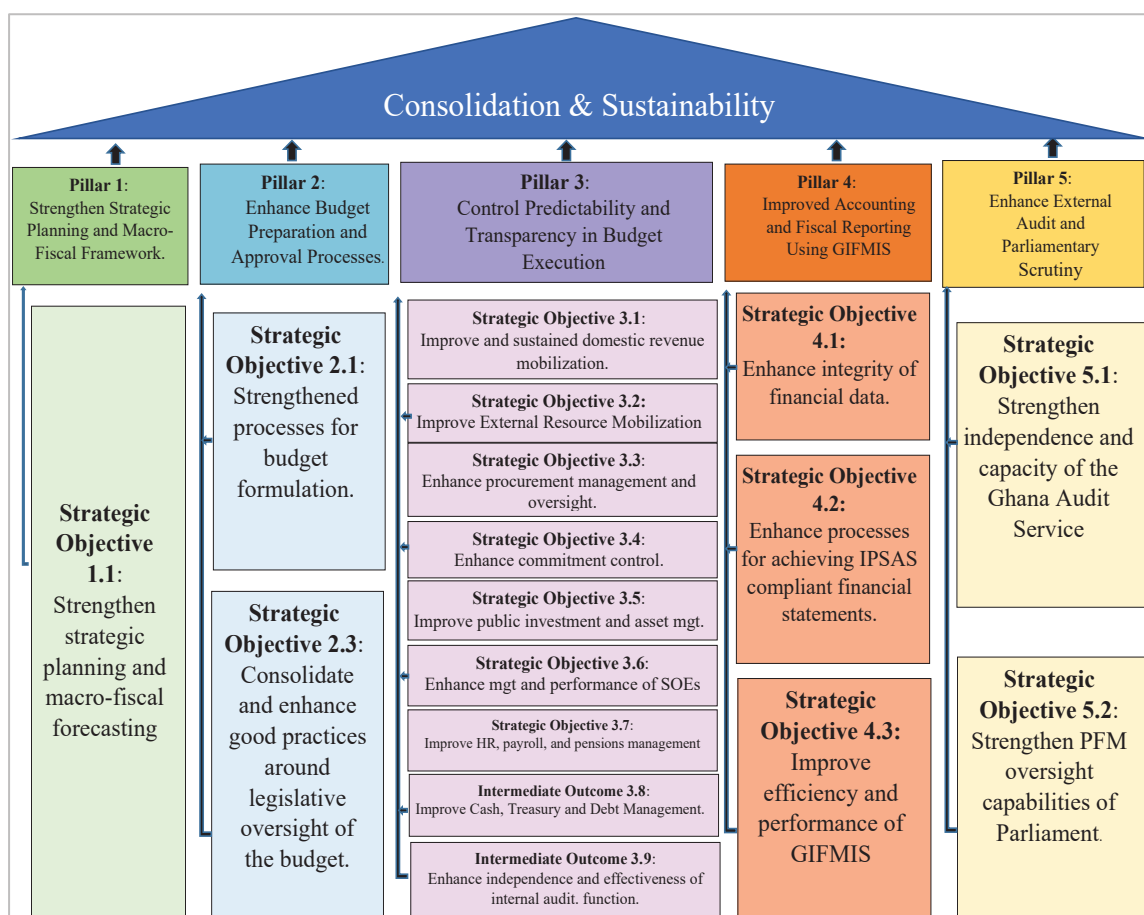 Consolidation & Sustainability
Pillar 1:
Strengthen Strategic
Planning and Macro-
Fiscal Framework.
Strategic
Objective
1.1:
Strengthen
strategic
planning and
macro-fiscal
forecasting
Pillar 2:
Enhance Budget
Preparation and
Approval Processes.
Strategic
Objective 2.1:
Strengthened
processes for
budget
formulation.
Strategic
Objective 2.3:
Consolidate
and enhance
good practices
around
legislative
oversight of
the budget.
Pillar 3:
Control Predictability and
Transparency in Budget
Execution
Strategic Objective 3.1:
Improve and sustained domestic revenue
mobilization.
Strategic Objective 3.2:
Improve External Resource Mobilization
Strategic Objective 3.3:
Enhance procurement management and
oversight.
Strategic Objective 3.4:
Enhance commitment control.
Strategic Objective 3.5:
Improve public investment and asset mgt.
Strategic Objective 3.6:
Enhance mgt and performance of SOEs
Strategic Objective 3.7:
Improve HR, payroll, and pensions management
Intermediate Outcome 3.8:
Improve Cash, Treasury and Debt Management.
Intermediate Outcome 3.9:
Enhance independence and effectiveness of
internal audit. function.
Pillar 4:
Improved Accounting
and Fiscal Reporting
Using GIFMIS
Strategic Objective
4.1:
Enhance integrity of
financial data.
Strategic Objective
4.2:
Enhance processes
for achieving IPSAS
compliant financial
statements.
Strategic
Objective 4.3:
Improve
efficiency and
performance of
GIFMIS
Pillar 5:
Enhance External
Audit and
Parliamentary
Scrutiny
Strategic
Objective 5.1:
Strengthen
independence and
capacity of the
Ghana Audit
Service
Strategic
Objective 5.2:
Strengthen PFM
oversight
capabilities of
Parliament.